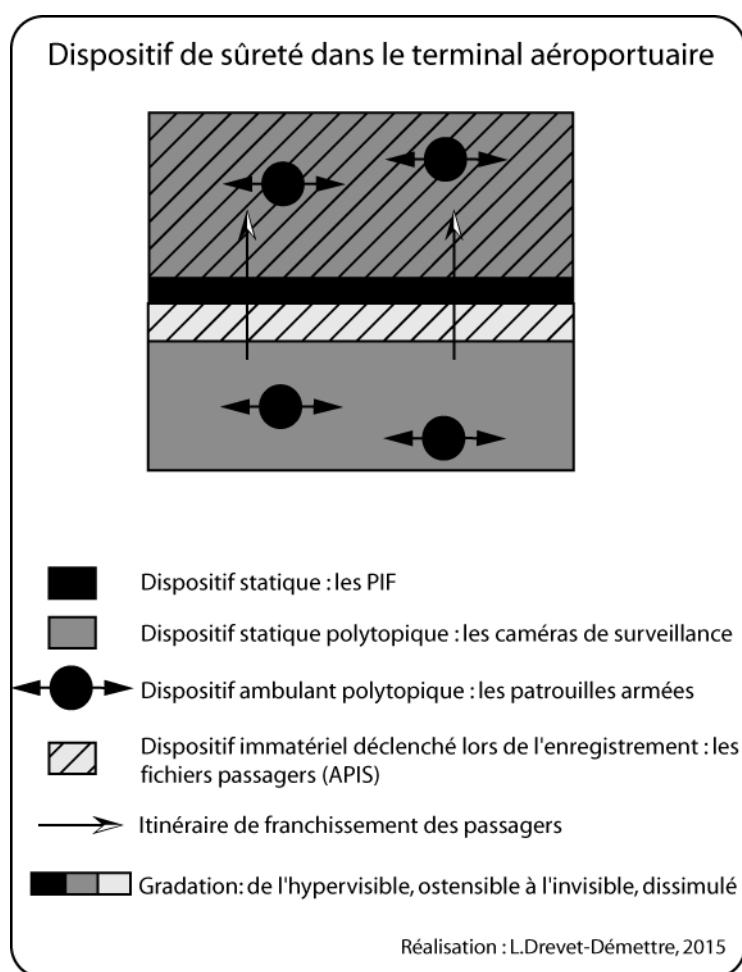 Dispositif de sûreté dans le terminal aéroportuaire
Dispositif statique : les PIF
Dispositif statique polytopique : les caméras de surveillance
Dispositif ambulant polytopique : les patrouilles armées
Dispositif immatériel déclenché lors de l'enregistrement : les
fichiers passagers (APIS)
Itinéraire de franchissement des passagers
Gradation: de l'hypervisible, ostensible à l'invisible, dissimulé
Réalisation : L.Drevet-Démettre, 2015